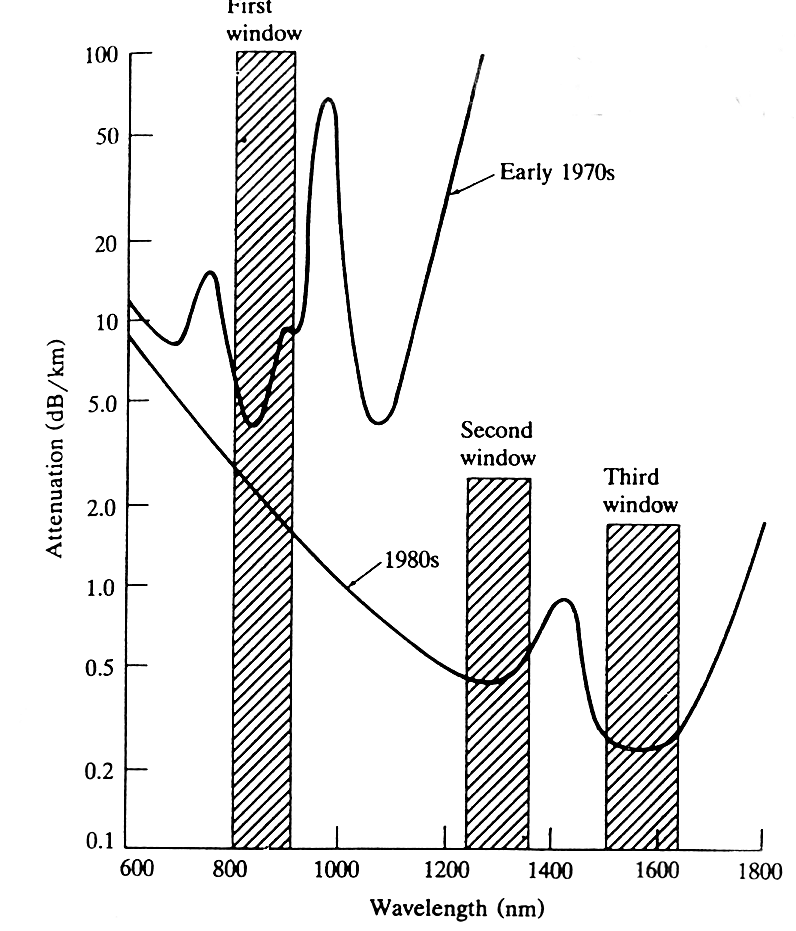 First
window
100
50
Early 1970s
20
10
5.0
Second
window
Third
window
2.0
1980s
1.0
0.5
0.2
0.1
600 800 1000 1200 1400 1600 1800
Attenuation (dB/km)
Wavelength (nm)